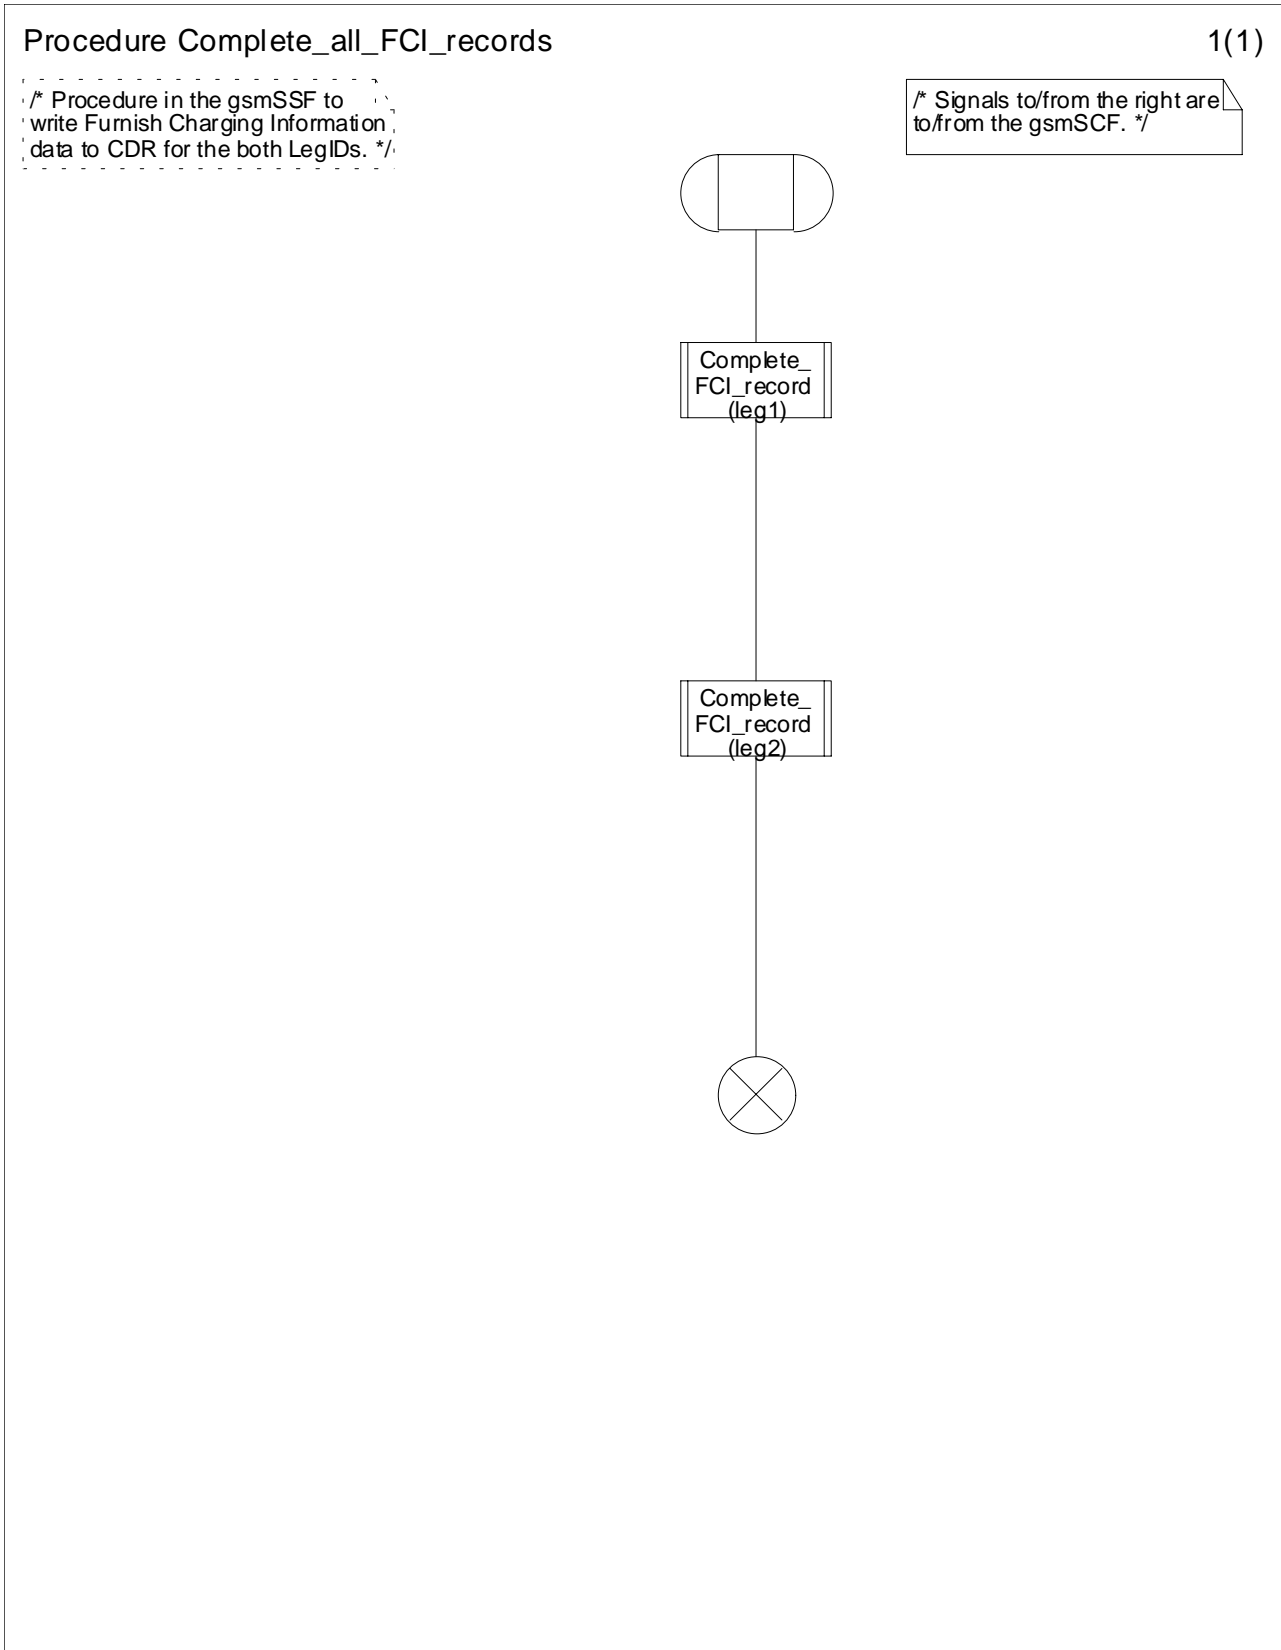 Procedure Complete_all_FCI_records
1(1)
/* Procedure in the gsmSSF to
write Furnish Charging Information
data to CDR for the both LegIDs. */
/* Signals to/from the right are
to/from the gsmSCF. */
Complete_
FCI_record
(leg1)
Complete_
FCI_record
(leg2)